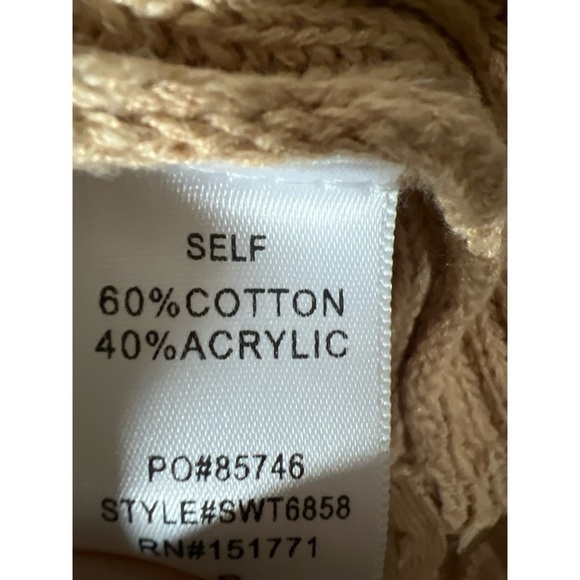 SELF
60%COTTON
40%ACRYLIC
PO#85746
STYLE#SWT6858
RN#151771